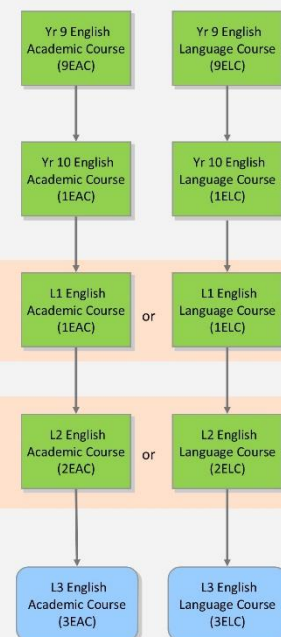 Yr 9 English
Academic Course
(9EAC)
Yr 9 English
Language Course
(9ELC)
Yr 10 English
Academic Course
(1EAC)
Yr 10 English
Language Course
(1ELC)
L1 English
Academic Course
(1EAC)
or
L1 English
Language Course
(1ELC)
L2 English
Academic Course
(2EAC)
or
L2 English
Language Course
(2ELC)
L3 English
Academic Course
(3EAC)
L3 English
Language Course
(3ELC)